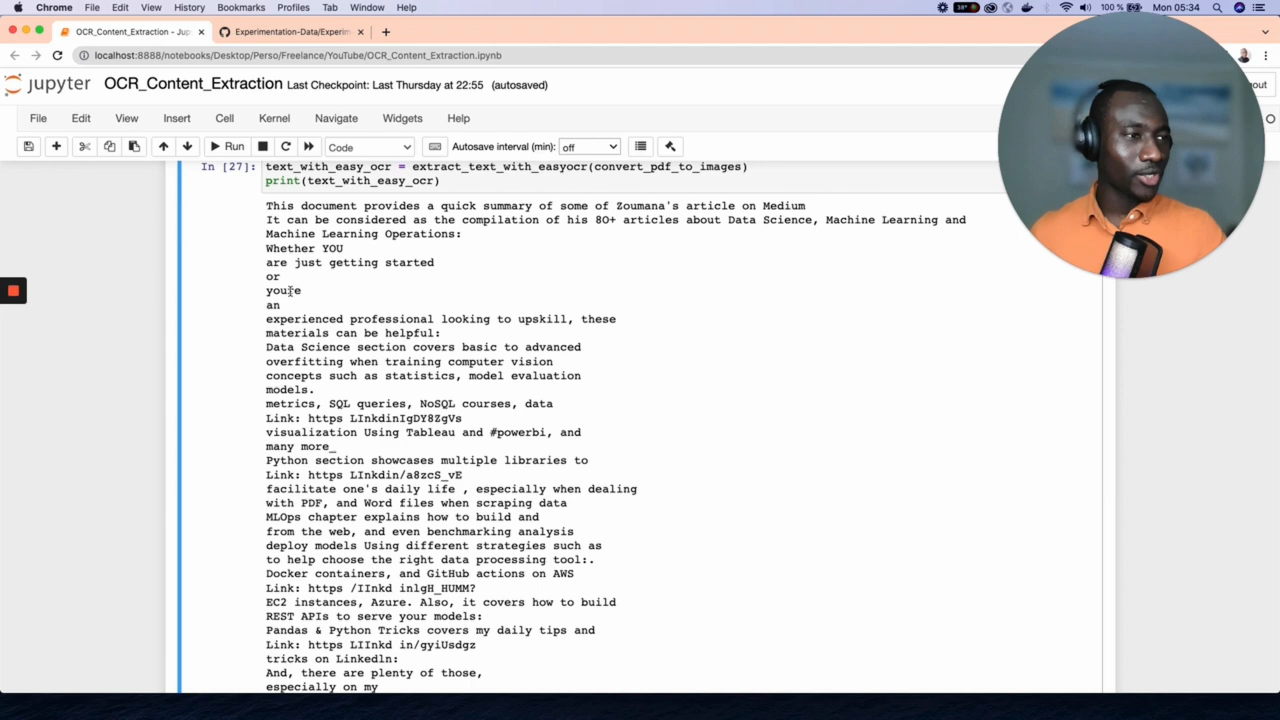 Chrome File Edit View History Bookmarks Profiles Tab Window Help 38° 100 % Mon 05:34
OCR_Content_Extraction - Jup Experimentation-Data/Experim
localhost:8888/notebooks/Desktop/Perso/Freelance/YouTube/OCR_Content_Extraction.ipynb
jupyter OCR_Content_Extraction Last Checkpoint: Last Thursday at 22:55 (autosaved) out
File Edit View Insert Cell Kernel Navigate Widgets Help
Run Code Autosave interval (min): off
In [27]: text_with_easy_ocr = extract_text_with_easyocr(convert_pdf_to_images)
print(text_with_easy_ocr)
This document provides a quick summary of some of Zoumana's article on Medium
It can be considered as the compilation of his 80+ articles about Data Science, Machine Learning and
Machine Learning Operations:
Whether YOU
are just getting started
or
you're
an
experienced professional looking to upskill, these
materials can be helpful:
Data Science section covers basic to advanced
overfitting when training computer vision
concepts such as statistics, model evaluation
models.
metrics, SQL queries, NoSQL courses, data
Link: https LInkdinIgDY8ZgVs
visualization Using Tableau and #powerbi, and
many more_
Python section showcases multiple libraries to
Link: https LInkdin/a8zcS_vE
facilitate one's daily life , especially when dealing
with PDF, and Word files when scraping data
MLOps chapter explains how to build and
from the web, and even benchmarking analysis
deploy models Using different strategies such as
to help choose the right data processing tool:.
Docker containers, and GitHub actions on AWS
Link: https /IInkd inlgH_HUMM?
EC2 instances, Azure. Also, it covers how to build
REST APIs to serve your models:
Pandas & Python Tricks covers my daily tips and
Link: https LIInkd in/gyiUsdgz
tricks on Linkedln:
And, there are plenty of those,
especially on my